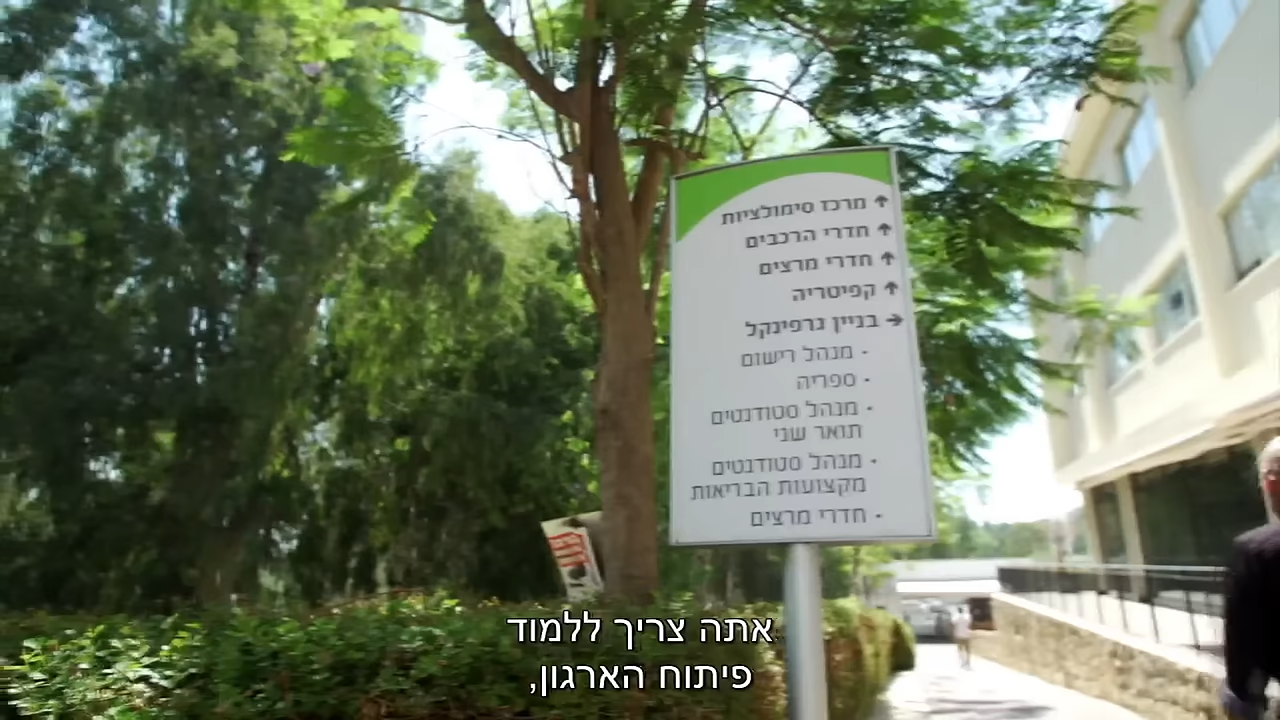 ↑ מרכז סימולציות
↑ חדרי הרכבים
↑ חדרי מרצים
↑ קפיטריה
→ בניין גרפינקל
• מנהל רישום
• ספריה
• מנהל סטודנטים
תואר שני
• מנהל סטודנטים
מקצועות הבריאות
• חדרי מרצים
אתה צריך ללמוד
פיתוח הארגון,